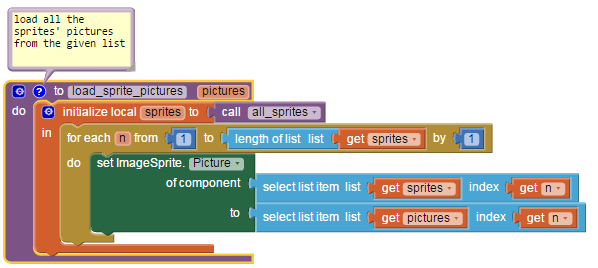 load all the
sprites' pictures
from the given list
? to load_sprite_pictures pictures
do initialize local sprites to call all_sprites
in for each n from 1 to length of list list get sprites by 1
do set ImageSprite. Picture
of component select list item list get sprites index get n
to select list item list get pictures index get n